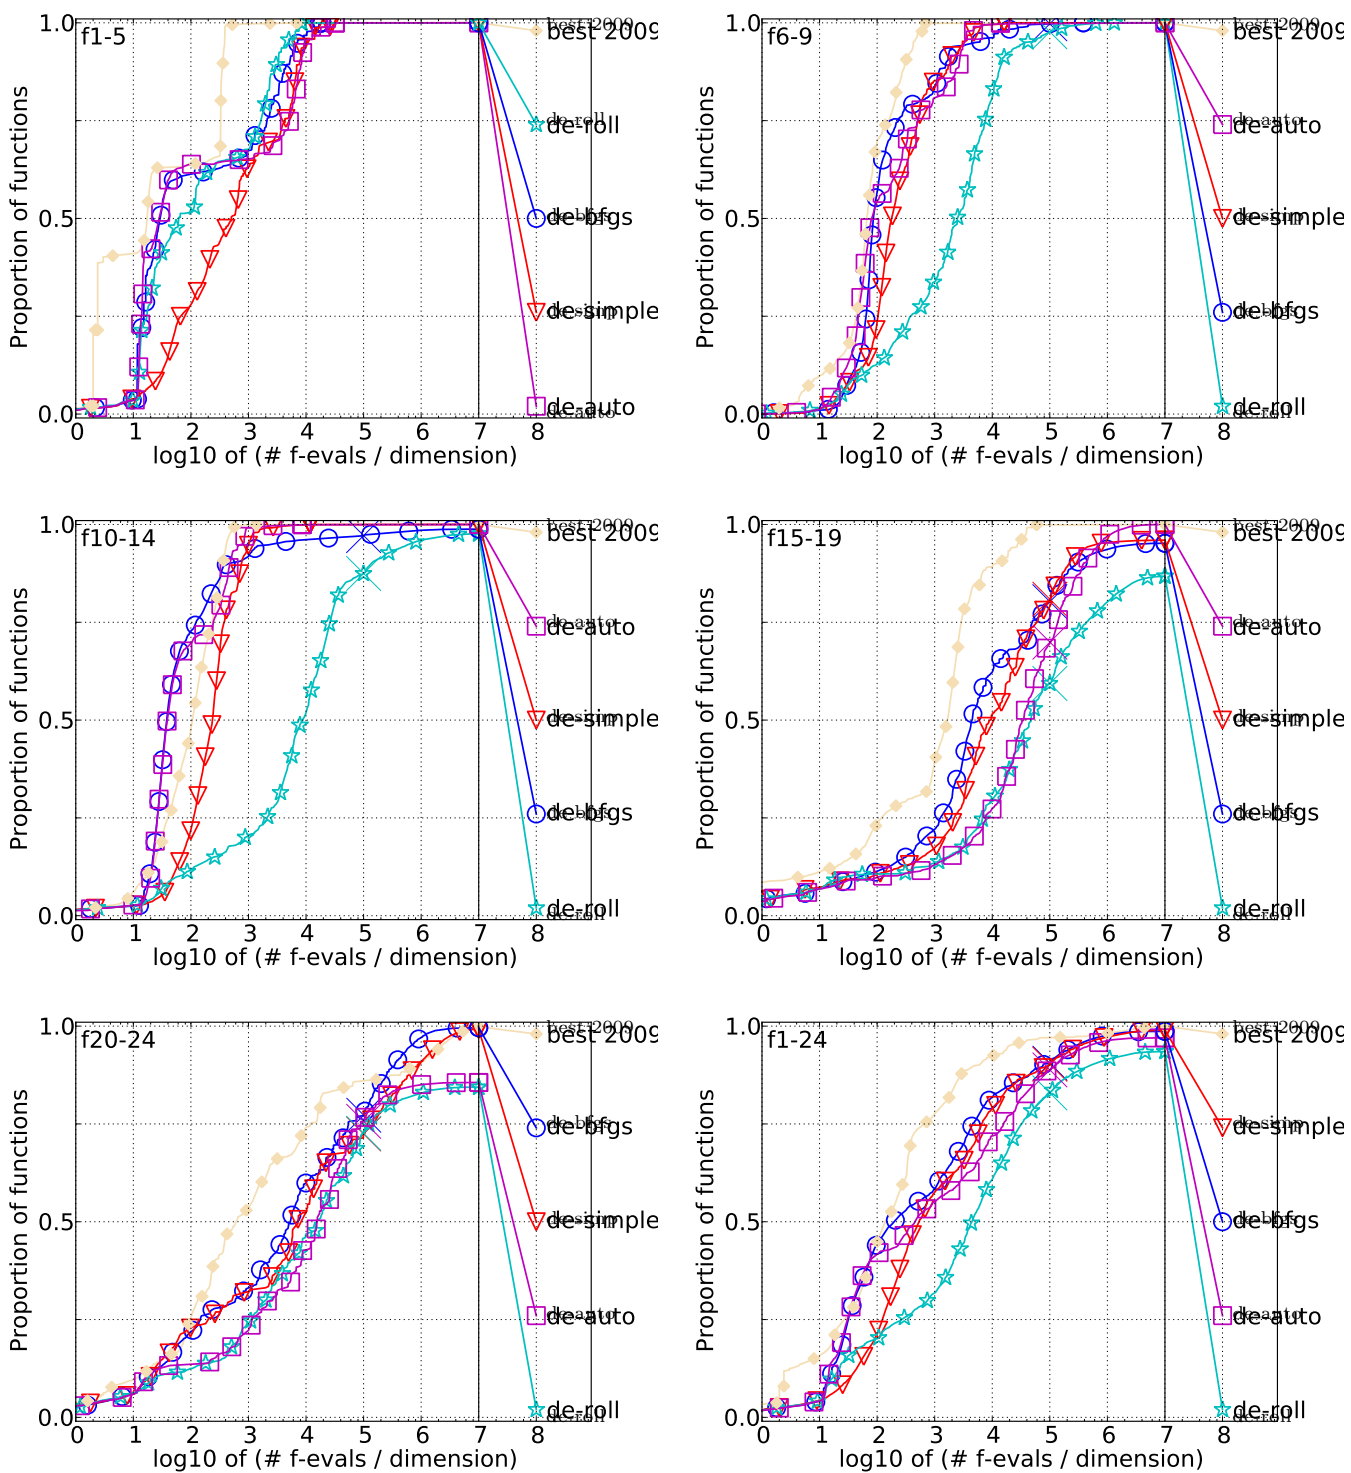 f1-5
Proportion of functions
1.0
0.5
0.0
0 1 2 3 4 5 6 7 8
log10 of (# f-evals / dimension)
best 2009
de-roll
de-bfgs
de-simple
de-auto
f6-9
Proportion of functions
1.0
0.5
0.0
0 1 2 3 4 5 6 7 8
log10 of (# f-evals / dimension)
best 2009
de-auto
de-simple
de-bfgs
de-roll
f10-14
Proportion of functions
1.0
0.5
0.0
0 1 2 3 4 5 6 7 8
log10 of (# f-evals / dimension)
best 2009
de-auto
de-simple
de-bfgs
de-roll
f15-19
Proportion of functions
1.0
0.5
0.0
0 1 2 3 4 5 6 7 8
log10 of (# f-evals / dimension)
best 2009
de-auto
de-simple
de-bfgs
de-roll
f20-24
Proportion of functions
1.0
0.5
0.0
0 1 2 3 4 5 6 7 8
log10 of (# f-evals / dimension)
best 2009
de-bfgs
de-simple
de-auto
de-roll
f1-24
Proportion of functions
1.0
0.5
0.0
0 1 2 3 4 5 6 7 8
log10 of (# f-evals / dimension)
best 2009
de-simple
de-bfgs
de-auto
de-roll